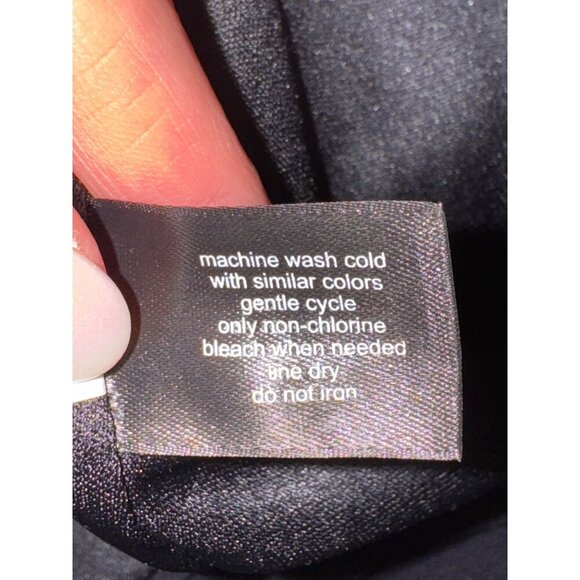 machine wash cold
with similar colors
gentle cycle
only non-chlorine
bleach when needed
line dry
do not iron